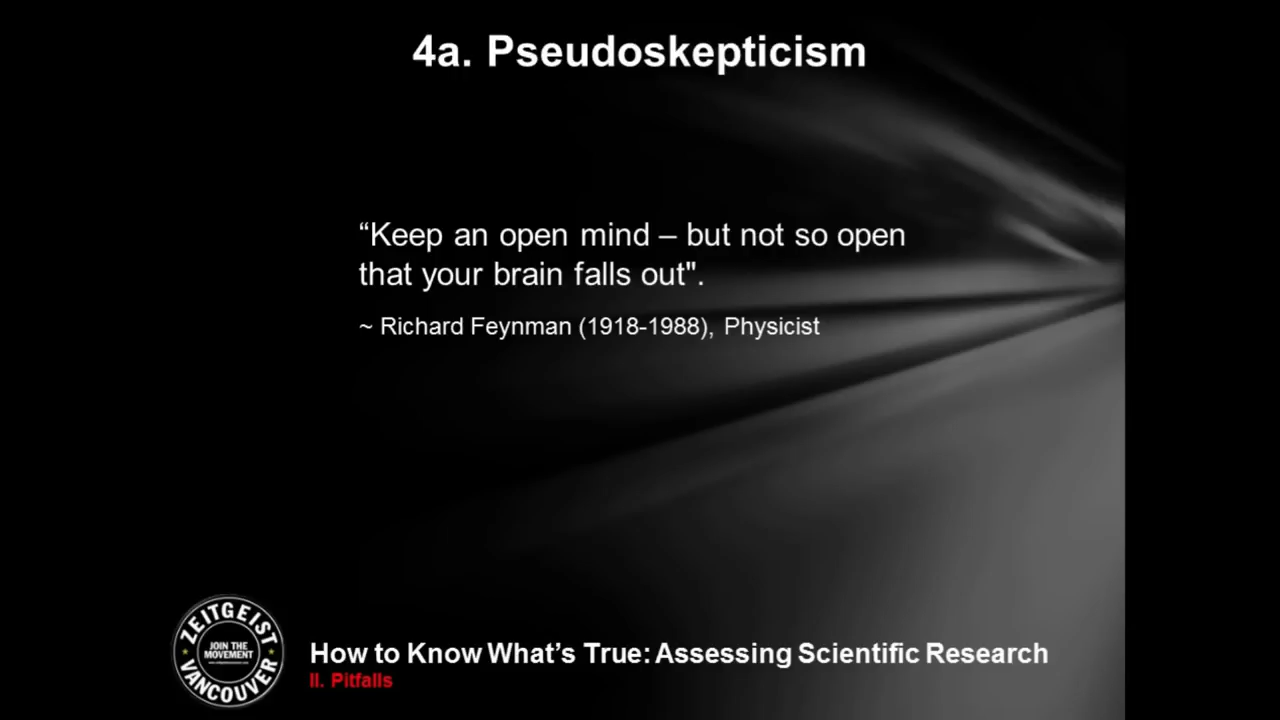 4a. Pseudoskepticism
“Keep an open mind – but not so open
that your brain falls out".
~ Richard Feynman (1918-1988), Physicist
ZEITGEIST
JOIN THE
MOVEMENT
VANCOUVER
How to Know What’s True: Assessing Scientific Research
II. Pitfalls